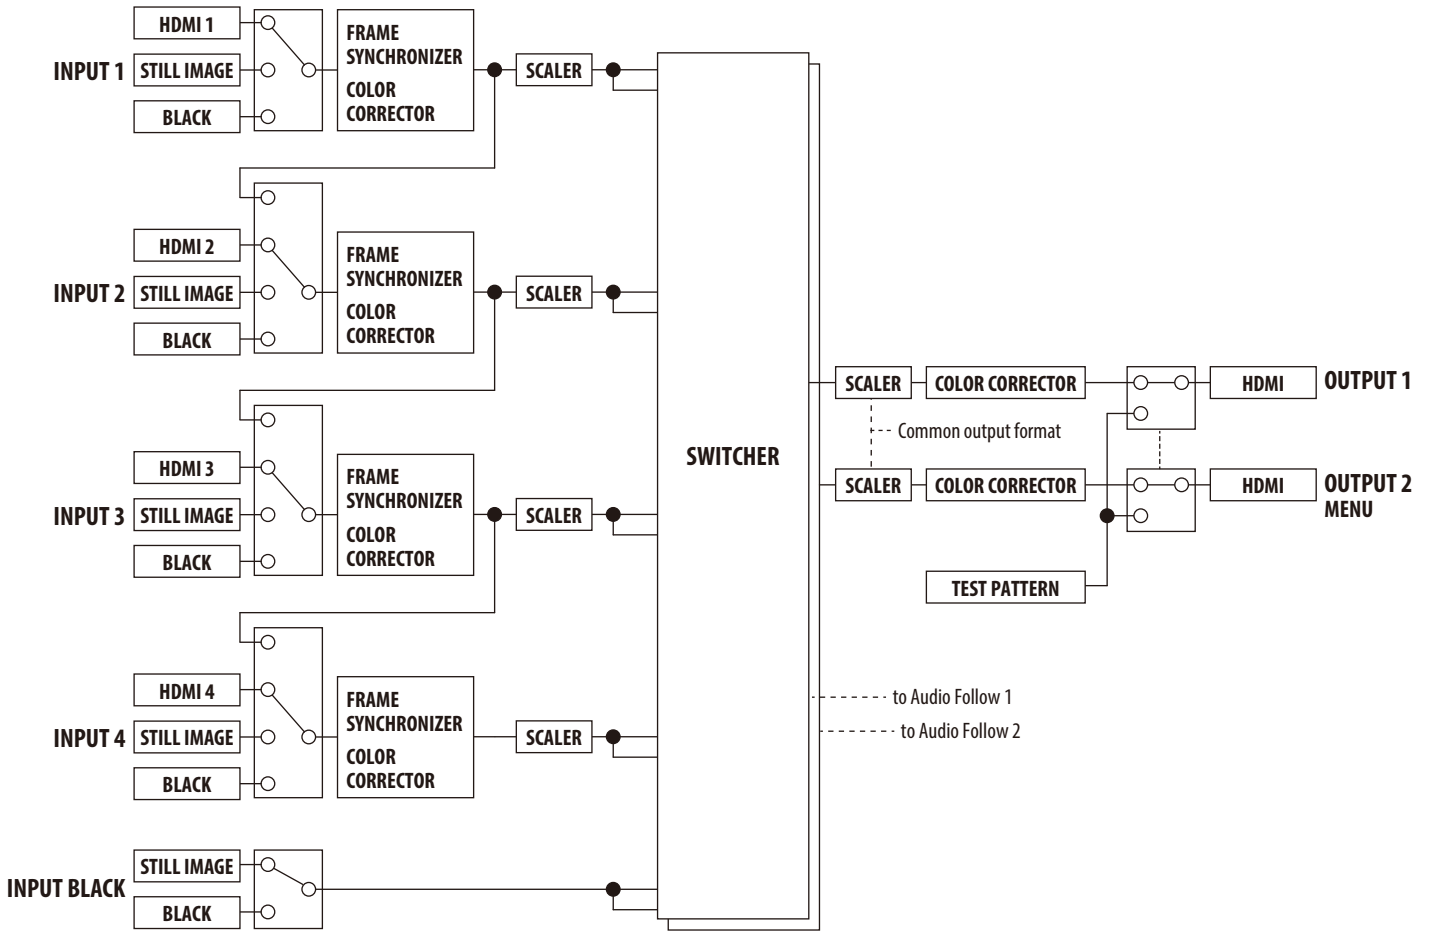 HDMI 1
INPUT 1
STILL IMAGE
BLACK
FRAME
SYNCHRONIZER
COLOR
CORRECTOR
SCALER
HDMI 2
INPUT 2
STILL IMAGE
BLACK
FRAME
SYNCHRONIZER
COLOR
CORRECTOR
SCALER
HDMI 3
INPUT 3
STILL IMAGE
BLACK
FRAME
SYNCHRONIZER
COLOR
CORRECTOR
SCALER
HDMI 4
INPUT 4
STILL IMAGE
BLACK
FRAME
SYNCHRONIZER
COLOR
CORRECTOR
SCALER
INPUT BLACK
STILL IMAGE
BLACK
SWITCHER
SCALER
COLOR CORRECTOR
HDMI
OUTPUT 1
Common output format
SCALER
COLOR CORRECTOR
HDMI
OUTPUT 2
MENU
TEST PATTERN
to Audio Follow 1
to Audio Follow 2